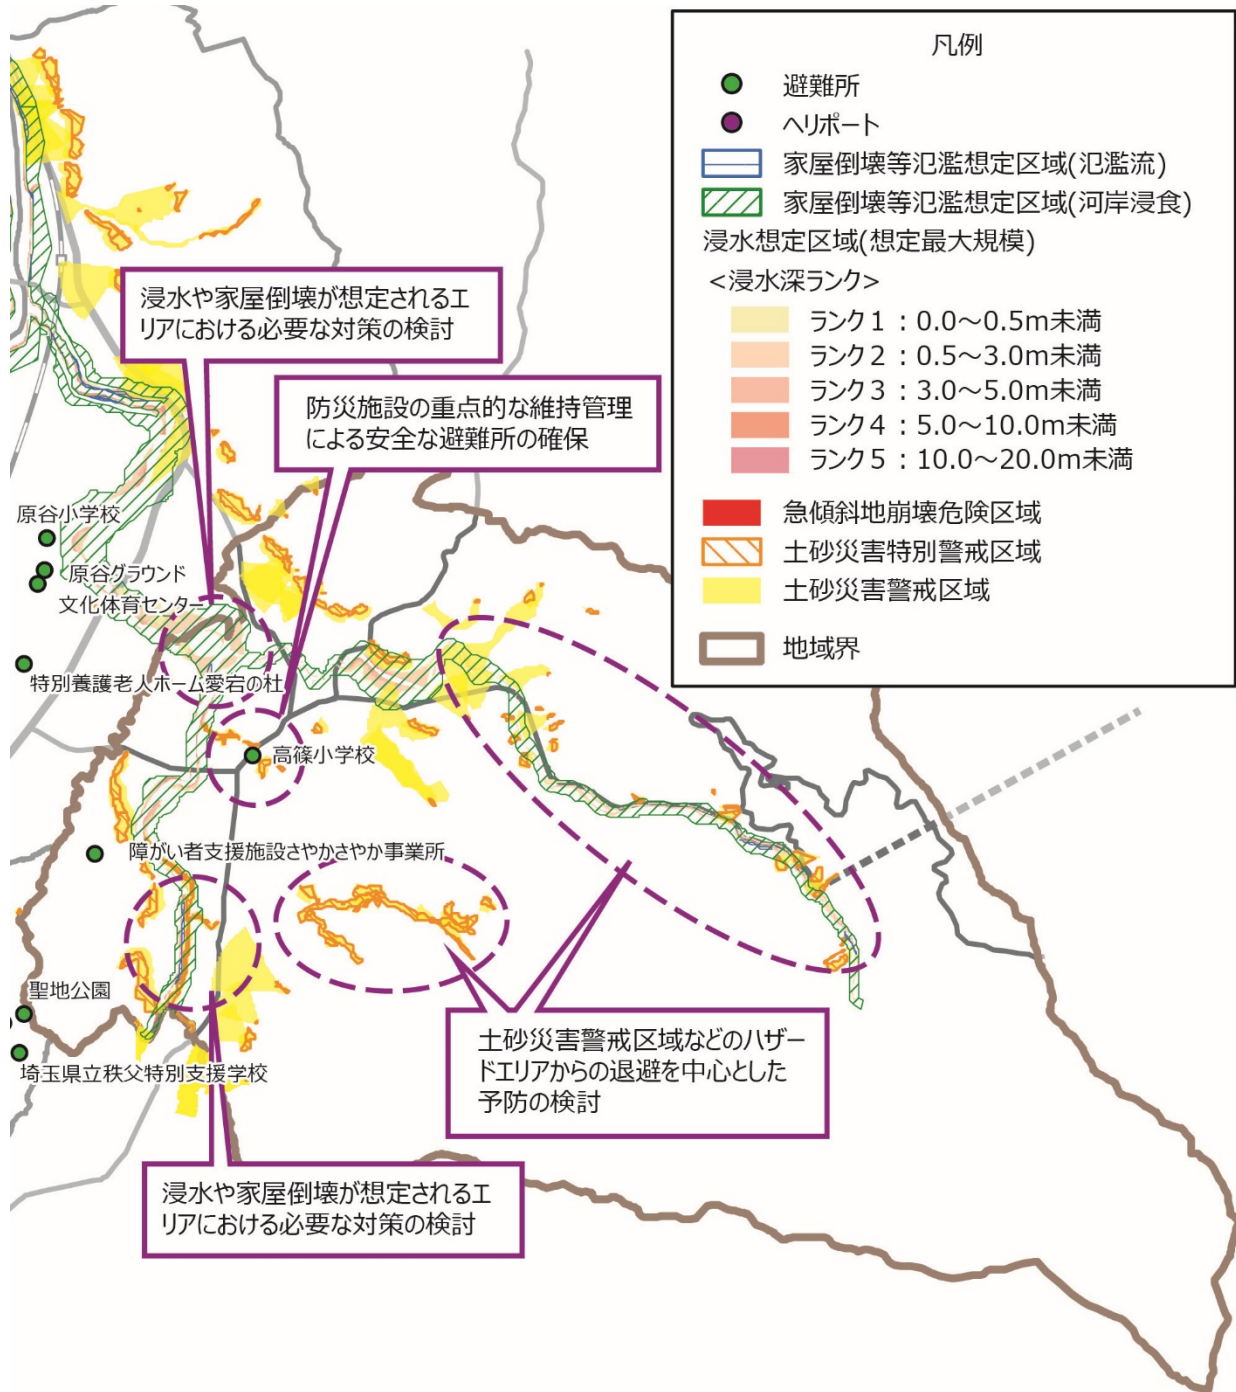 凡例
避難所
ヘリポート
家屋倒壊等氾濫想定区域(氾濫流)
家屋倒壊等氾濫想定区域(河岸浸食)
浸水想定区域(想定最大規模)
<浸水深ランク>
ランク1：0.0～0.5m未満
ランク2：0.5～3.0m未満
ランク3：3.0～5.0m未満
ランク4：5.0～10.0m未満
ランク5：10.0～20.0m未満
急傾斜地崩壊危険区域
土砂災害特別警戒区域
土砂災害警戒区域
地域界
浸水や家屋倒壊が想定されるエ
リアにおける必要な対策の検討
防災施設の重点的な維持管理
による安全な避難所の確保
原谷小学校
原谷グラウンド
文化体育センター
特別養護老人ホーム愛宕の杜
高篠小学校
障がい者支援施設さやかさやか事業所
聖地公園
埼玉県立秩父特別支援学校
土砂災害警戒区域などのハザー
ドエリアからの退避を中心とした
予防の検討
浸水や家屋倒壊が想定されるエ
リアにおける必要な対策の検討